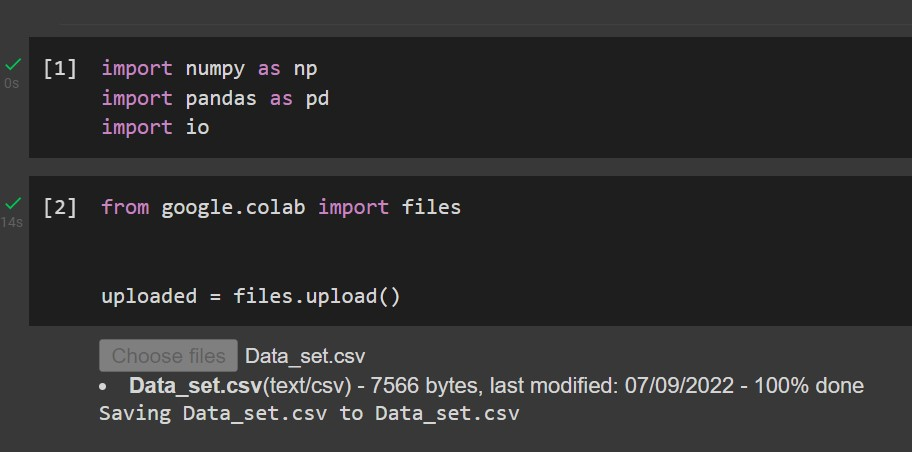 [1] import numpy as np
import pandas as pd
import io
0s
[2] from google.colab import files
14s
uploaded = files.upload()
Choose files Data_set.csv
• Data_set.csv(text/csv) - 7566 bytes, last modified: 07/09/2022 - 100% done
Saving Data_set.csv to Data_set.csv